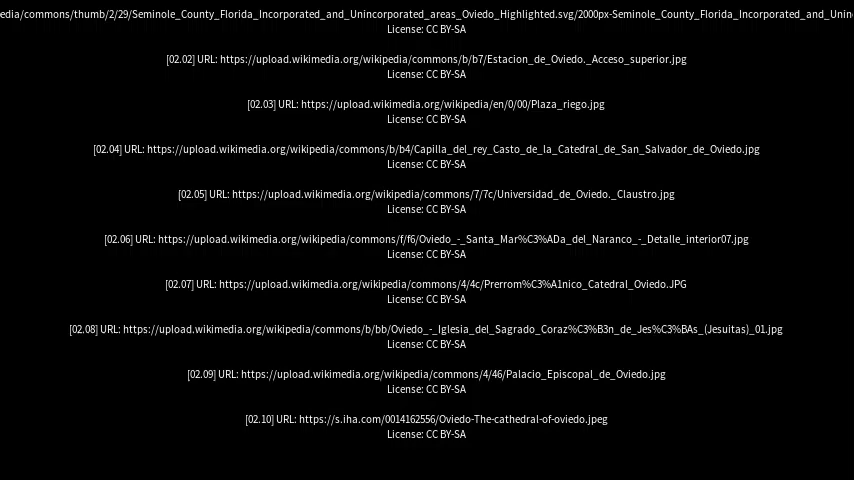 edia/commons/thumb/2/29/Seminole_County_Florida_Incorporated_and_Unincorporated_areas_Oviedo_Highlighted.svg/2000px-Seminole_County_Florida_Incorporated_and_Unin
License: CC BY-SA
[02.02] URL: https://upload.wikimedia.org/wikipedia/commons/b/b7/Estacion_de_Oviedo._Acceso_superior.jpg
License: CC BY-SA
[02.03] URL: https://upload.wikimedia.org/wikipedia/en/0/00/Plaza_riego.jpg
License: CC BY-SA
[02.04] URL: https://upload.wikimedia.org/wikipedia/commons/b/b4/Capilla_del_rey_Casto_de_la_Catedral_de_San_Salvador_de_Oviedo.jpg
License: CC BY-SA
[02.05] URL: https://upload.wikimedia.org/wikipedia/commons/7/7c/Universidad_de_Oviedo._Claustro.jpg
License: CC BY-SA
[02.06] URL: https://upload.wikimedia.org/wikipedia/commons/f/f6/Oviedo_-_Santa_Mar%C3%ADa_del_Naranco_-_Detalle_interior07.jpg
License: CC BY-SA
[02.07] URL: https://upload.wikimedia.org/wikipedia/commons/4/4c/Prerrom%C3%A1nico_Catedral_Oviedo.JPG
License: CC BY-SA
[02.08] URL: https://upload.wikimedia.org/wikipedia/commons/b/bb/Oviedo_-_Iglesia_del_Sagrado_Coraz%C3%B3n_de_Jes%C3%BAs_(Jesuitas)_01.jpg
License: CC BY-SA
[02.09] URL: https://upload.wikimedia.org/wikipedia/commons/4/46/Palacio_Episcopal_de_Oviedo.jpg
License: CC BY-SA
[02.10] URL: https://s.iha.com/0014162556/Oviedo-The-cathedral-of-oviedo.jpeg
License: CC BY-SA